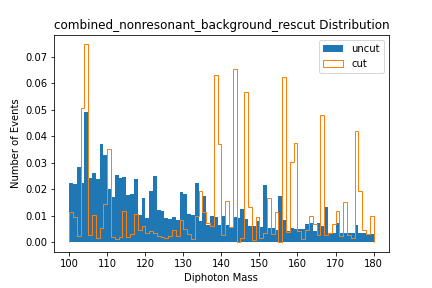 combined_nonresonant_background_rescut Distribution
uncut
cut
0.07
0.06
0.05
0.04
0.03
0.02
0.01
0.00
Number of Events
100 110 120 130 140 150 160 170 180
Diphoton Mass